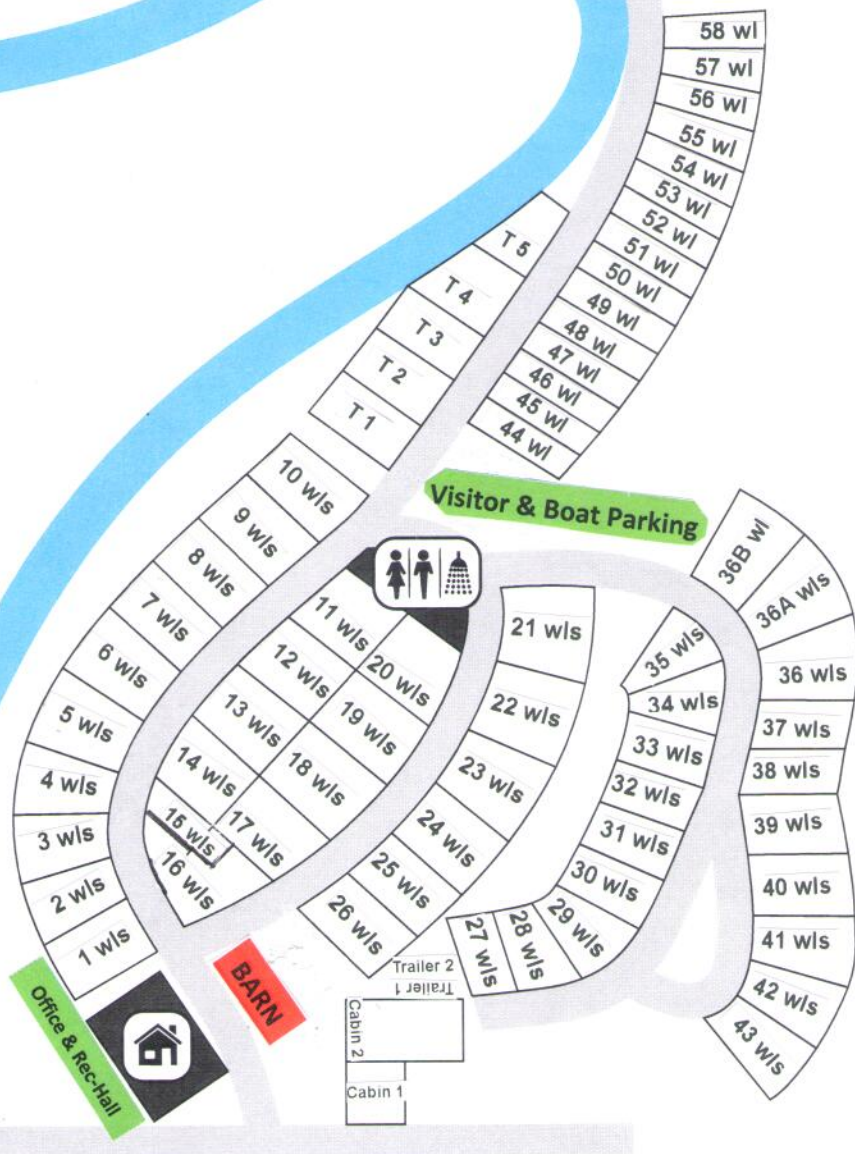 58 wl
57 wl
56 wl
55 wl
54 wl
53 wl
52 wl
51 wl
50 wl
49 wl
48 wl
47 wl
46 wl
45 wl
44 wl
T 5
T 4
T 3
T 2
T 1
Visitor & Boat Parking
10 wls
9 wls
8 wls
7 wls
6 wls
5 wls
4 wls
3 wls
2 wls
1 wls
11 wls
12 wls
13 wls
14 wls
15 wls
16 wls
20 wls
19 wls
18 wls
17 wls
21 wls
22 wls
23 wls
24 wls
25 wls
26 wls
36B wl
36A wls
36 wls
37 wls
38 wls
39 wls
40 wls
41 wls
42 wls
43 wls
35 wls
34 wls
33 wls
32 wls
31 wls
30 wls
29 wls
28 wls
27 wls
BARN
Office & Rec-Hall
Trailer 2
Trailer 1
Cabin 2
Cabin 1